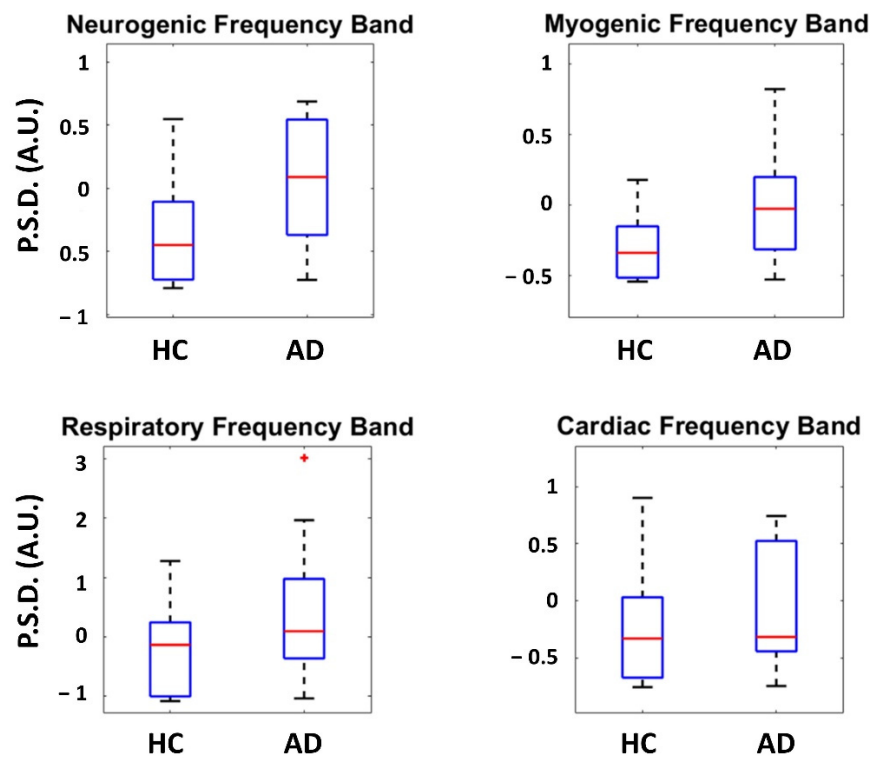 Neurogenic Frequency Band
Myogenic Frequency Band
P.S.D. (A.U.)
1
0.5
0
0.5
– 1
HC
AD
1
0.5
0
– 0.5
HC
AD
Respiratory Frequency Band
Cardiac Frequency Band
P.S.D. (A.U.)
3
2
1
0
– 1
HC
AD
1
0.5
0
– 0.5
HC
AD